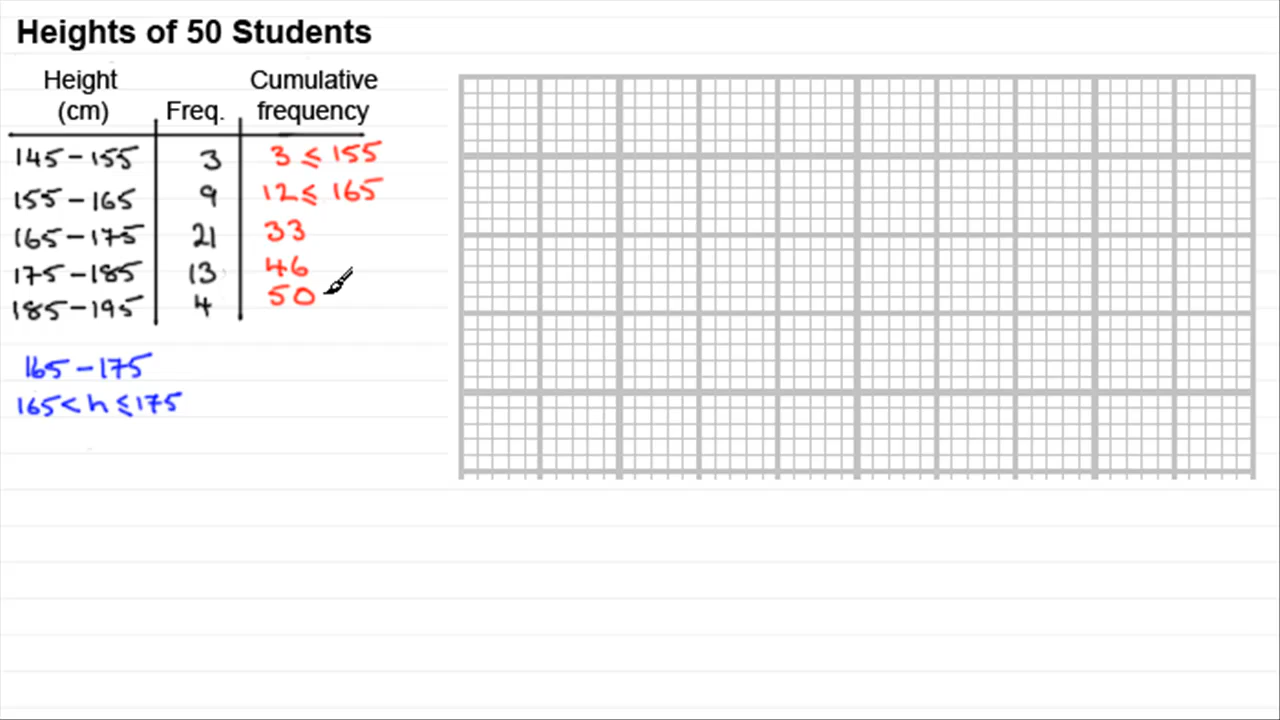 Heights of 50 Students
Height (cm) Freq. Cumulative frequency
145-155 3 3 ≤ 155
155-165 9 12 ≤ 165
165-175 21 33
175-185 13 46
185-195 4 50
165-175
165 < h ≤ 175